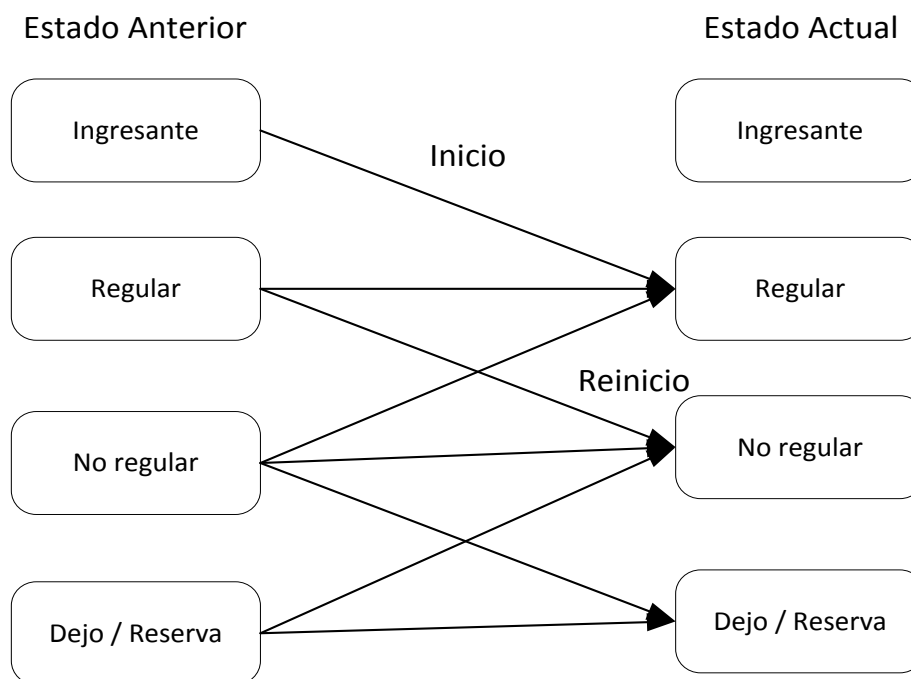 Estado Anterior
Estado Actual
Ingresante
Ingresante
Inicio
Regular
Regular
Reinicio
No regular
No regular
Dejo / Reserva
Dejo / Reserva